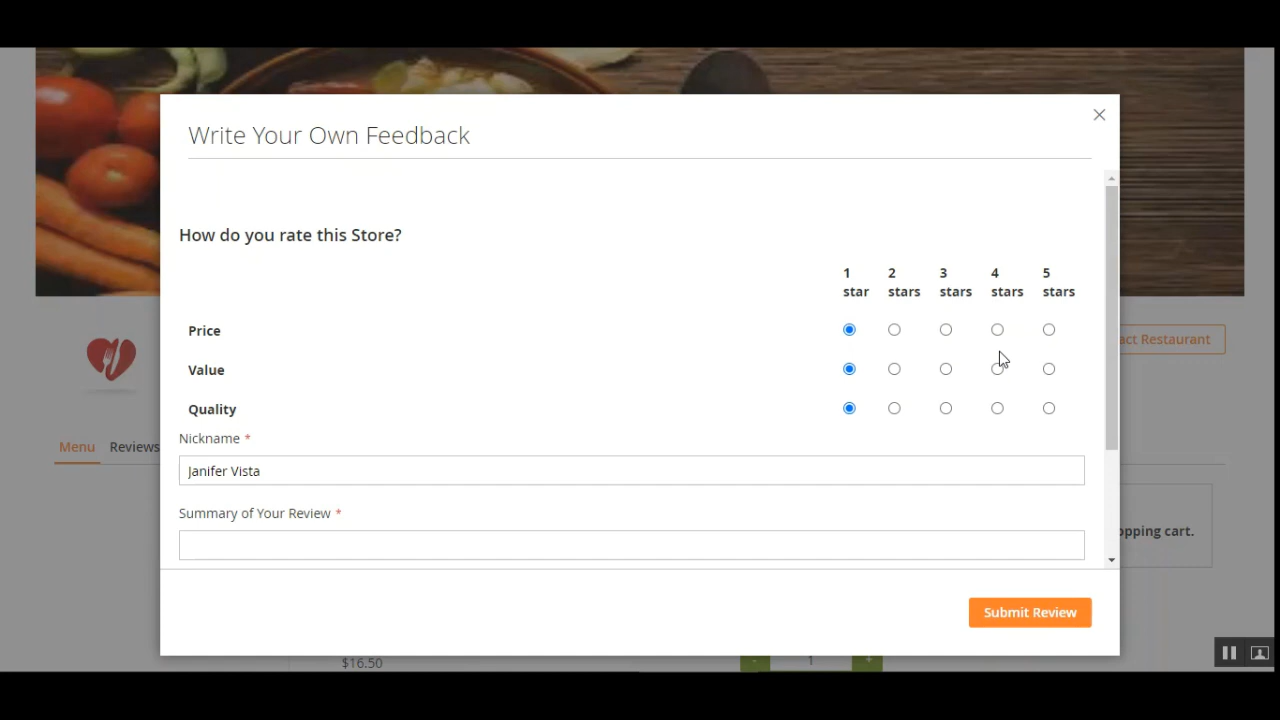 Write Your Own Feedback
How do you rate this Store?
1 star
2 stars
3 stars
4 stars
5 stars
Price
Value
Quality
act Restaurant
Menu
Reviews
Nickname *
Janifer Vista
Summary of Your Review *
opping cart.
Submit Review
$16.50
-
1
+